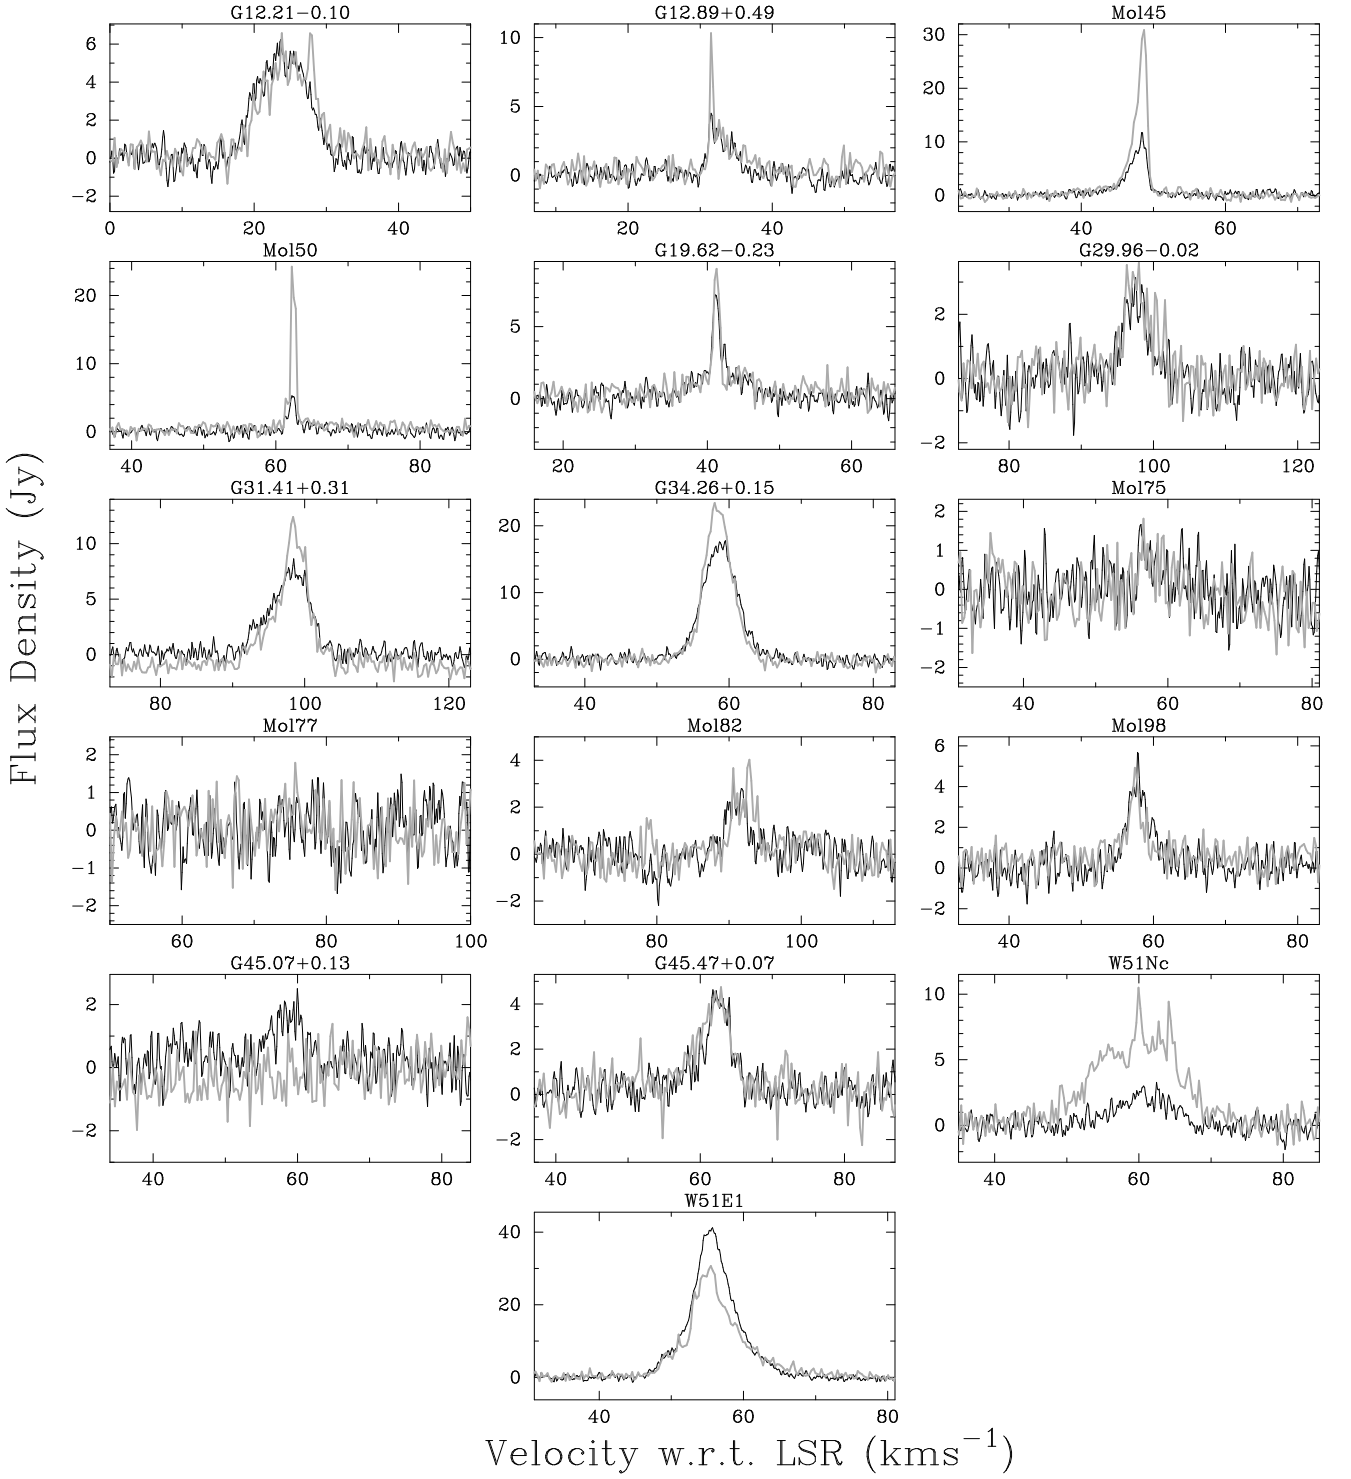 G12.21−0.10 G12.89+0.49 Mol45
6 4 2 0 −2
10 5 0
30 20 10 0
0 20 40
20 40
40 60
Mol50 G19.62−0.23 G29.96−0.02
20 10 0
5 0
2 0 −2
40 60 80
20 40 60
80 100 120
G31.41+0.31 G34.26+0.15 Mol75
10 5 0
20 10 0
2 1 0 −1 −2
80 100 120
40 60 80
40 60 80
Mol77 Mol82 Mol98
2 1 0 −1 −2
4 2 0 −2
6 4 2 0 −2
60 80 100
80 100
40 60 80
G45.07+0.13 G45.47+0.07 W51Nc
2 0 −2
4 2 0 −2
10 5 0
40 60 80
40 60 80
40 60 80
W51E1
40 20 0
40 60 80
Flux Density (Jy)
Velocity w.r.t. LSR (kms−1)